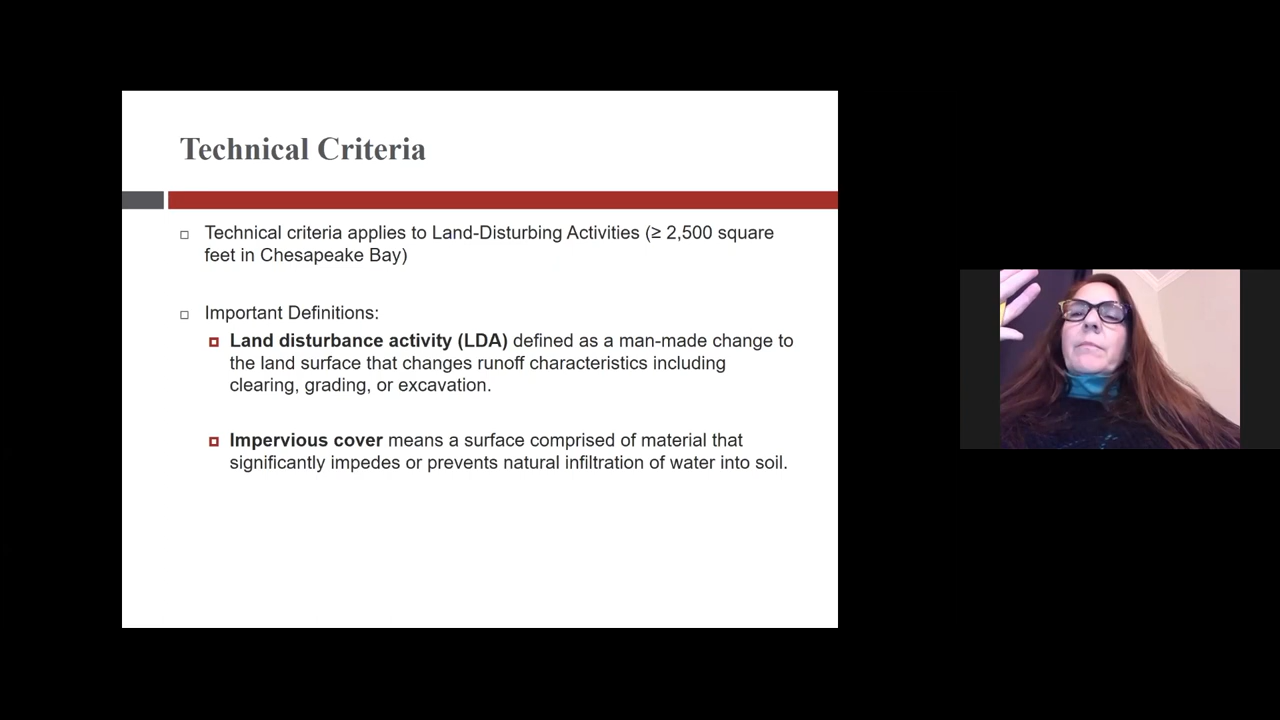 Technical Criteria
Technical criteria applies to Land-Disturbing Activities (≥ 2,500 square
feet in Chesapeake Bay)
Important Definitions:
Land disturbance activity (LDA) defined as a man-made change to
the land surface that changes runoff characteristics including
clearing, grading, or excavation.
Impervious cover means a surface comprised of material that
significantly impedes or prevents natural infiltration of water into soil.